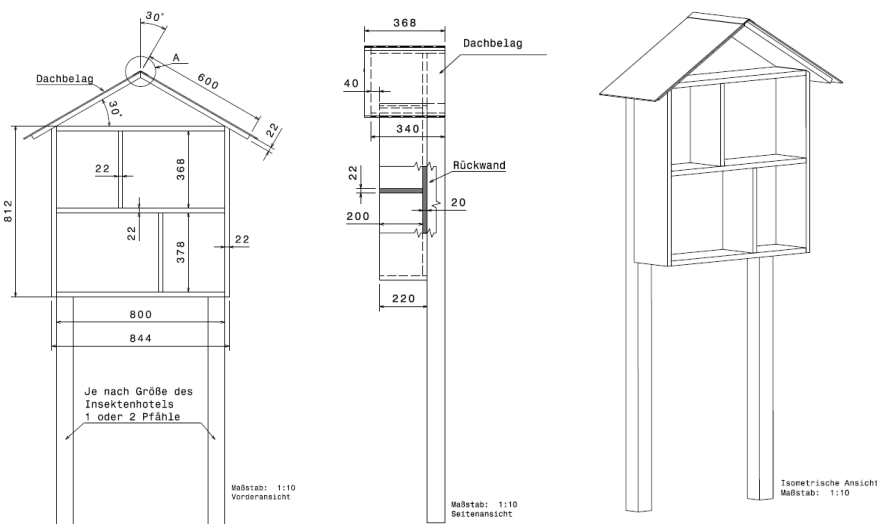 30°
A
600
Dachbelag
30°
22
22
368
812
22
22
378
800
844
Je nach Größe des
Insektenhotels
1 oder 2 Pfähle
Maßstab: 1:10
Vorderansicht
368
Dachbelag
40
340
Rückwand
22
20
200
220
Maßstab: 1:10
Seitenansicht
Isometrische Ansicht
Maßstab: 1:10